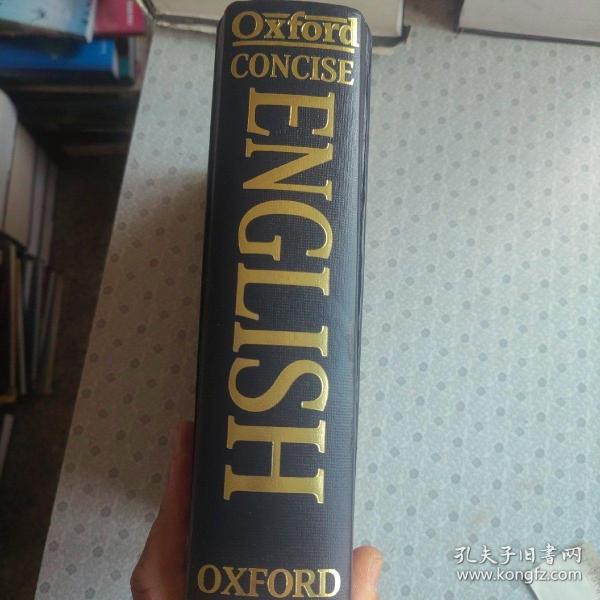 Oxford
CONCISE
ENGLISH
OXFORD
孔夫子旧书网
www.kongfz.com